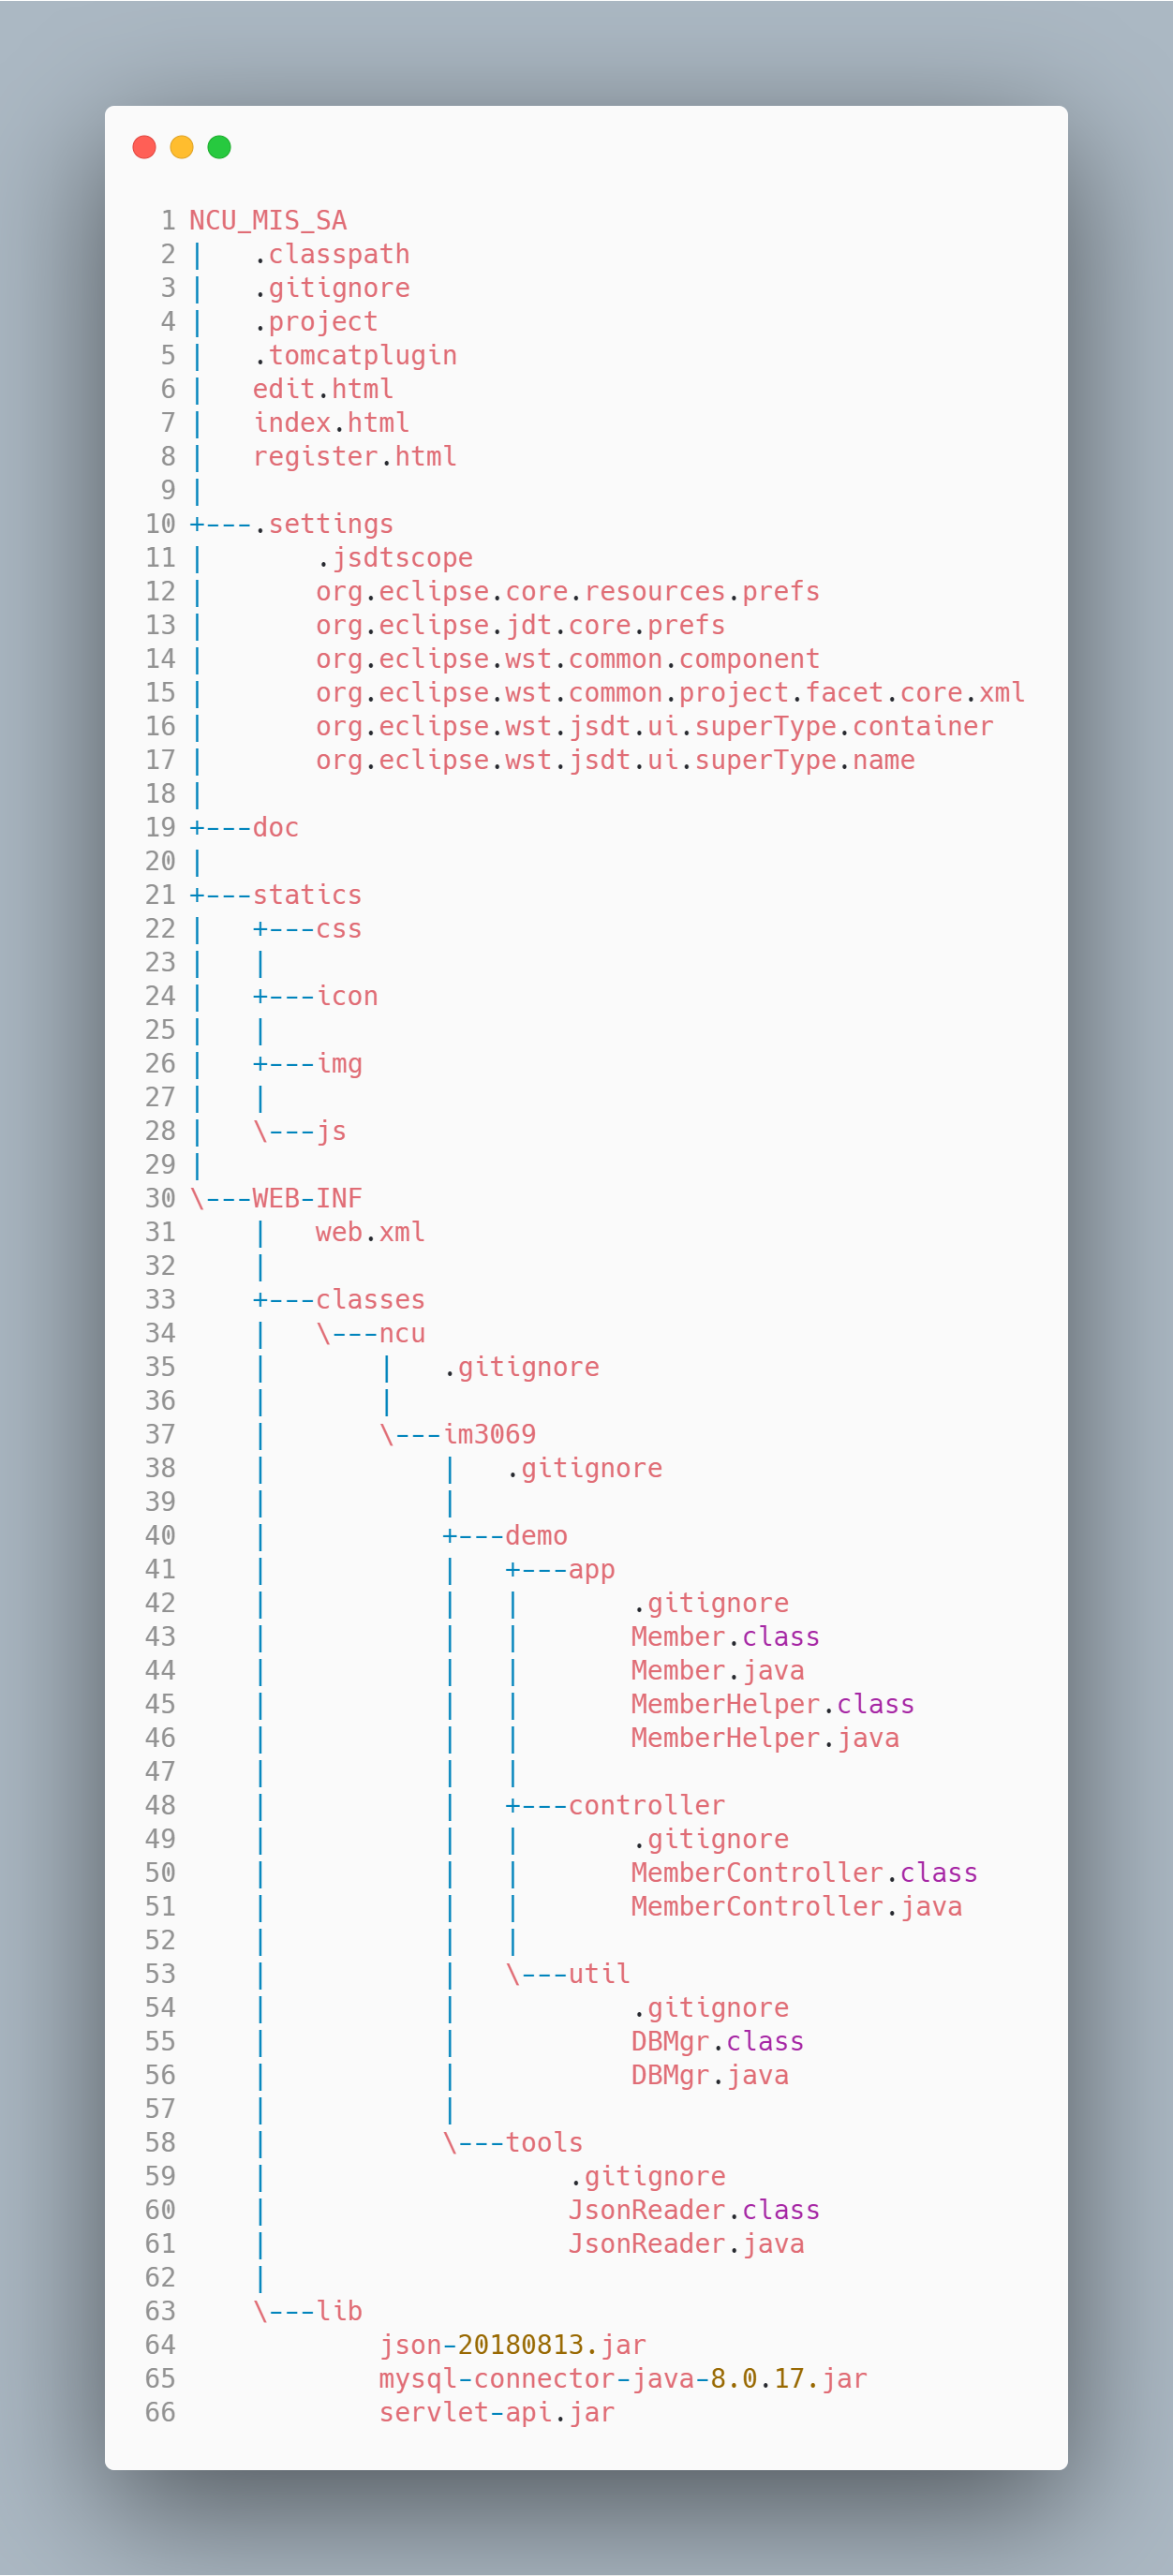 1 NCU_MIS_SA
2 |   .classpath
3 |   .gitignore
4 |   .project
5 |   .tomcatplugin
6 |   edit.html
7 |   index.html
8 |   register.html
9 |
10 +---.settings
11 |       .jsdtscope
12 |       org.eclipse.core.resources.prefs
13 |       org.eclipse.jdt.core.prefs
14 |       org.eclipse.wst.common.component
15 |       org.eclipse.wst.common.project.facet.core.xml
16 |       org.eclipse.wst.jsdt.ui.superType.container
17 |       org.eclipse.wst.jsdt.ui.superType.name
18 |
19 +---doc
20 |
21 +---statics
22 |   +---css
23 |   |
24 |   +---icon
25 |   |
26 |   +---img
27 |   |
28 |   \---js
29 |
30 \---WEB-INF
31     |   web.xml
32     |
33     +---classes
34     |   \---ncu
35     |       |   .gitignore
36     |       |
37     |       \---im3069
38     |           |   .gitignore
39     |           |
40     |           +---demo
41     |           |   +---app
42     |           |   |       .gitignore
43     |           |   |       Member.class
44     |           |   |       Member.java
45     |           |   |       MemberHelper.class
46     |           |   |       MemberHelper.java
47     |           |   |
48     |           |   +---controller
49     |           |   |       .gitignore
50     |           |   |       MemberController.class
51     |           |   |       MemberController.java
52     |           |   |
53     |           |   \---util
54     |           |           .gitignore
55     |           |           DBMgr.class
56     |           |           DBMgr.java
57     |           |
58     |           \---tools
59     |                   .gitignore
60     |                   JsonReader.class
61     |                   JsonReader.java
62     |
63     \---lib
64             json-20180813.jar
65             mysql-connector-java-8.0.17.jar
66             servlet-api.jar